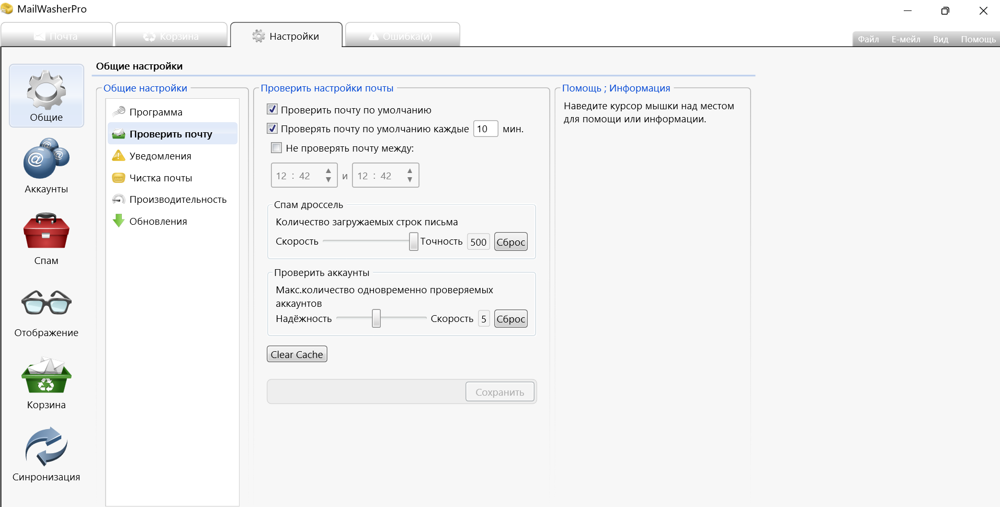 MailWasherPro
Почта
Корзина
Настройки
Ошибка(и)
Файл
Е-мейл
Вид
Помощь
Общие настройки
Общие
Аккаунты
Спам
Отображение
Корзина
Синронизация
Общие настройки
Программа
Проверить почту
Уведомления
Чистка почты
Производительность
Обновления
Проверить настройки почты
Проверить почту по умолчанию
Проверять почту по умолчанию каждые 10 мин.
Не проверять почту между:
12 : 42 и 12 : 42
Спам дроссель
Количество загружаемых строк письма
Скорость Точность 500 Сброс
Проверить аккаунты
Макс.количество одновременно проверяемых
аккаунтов
Надёжность Скорость 5 Сброс
Clear Cache
Сохранить
Помощь ; Информация
Наведите курсор мышки над местом
для помощи или информации.